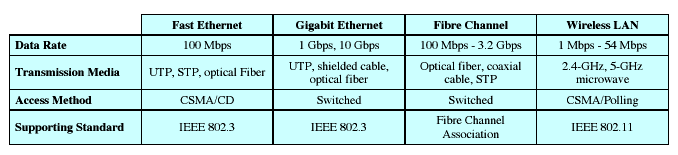 Fast Ethernet Gigabit Ethernet Fibre Channel Wireless LAN
Data Rate 100 Mbps 1 Gbps, 10 Gbps 100 Mbps - 3.2 Gbps 1 Mbps - 54 Mbps
Transmission Media UTP, STP, optical Fiber UTP, shielded cable, optical fiber Optical fiber, coaxial cable, STP 2.4-GHz, 5-GHz microwave
Access Method CSMA/CD Switched Switched CSMA/Polling
Supporting Standard IEEE 802.3 IEEE 802.3 Fibre Channel Association IEEE 802.11